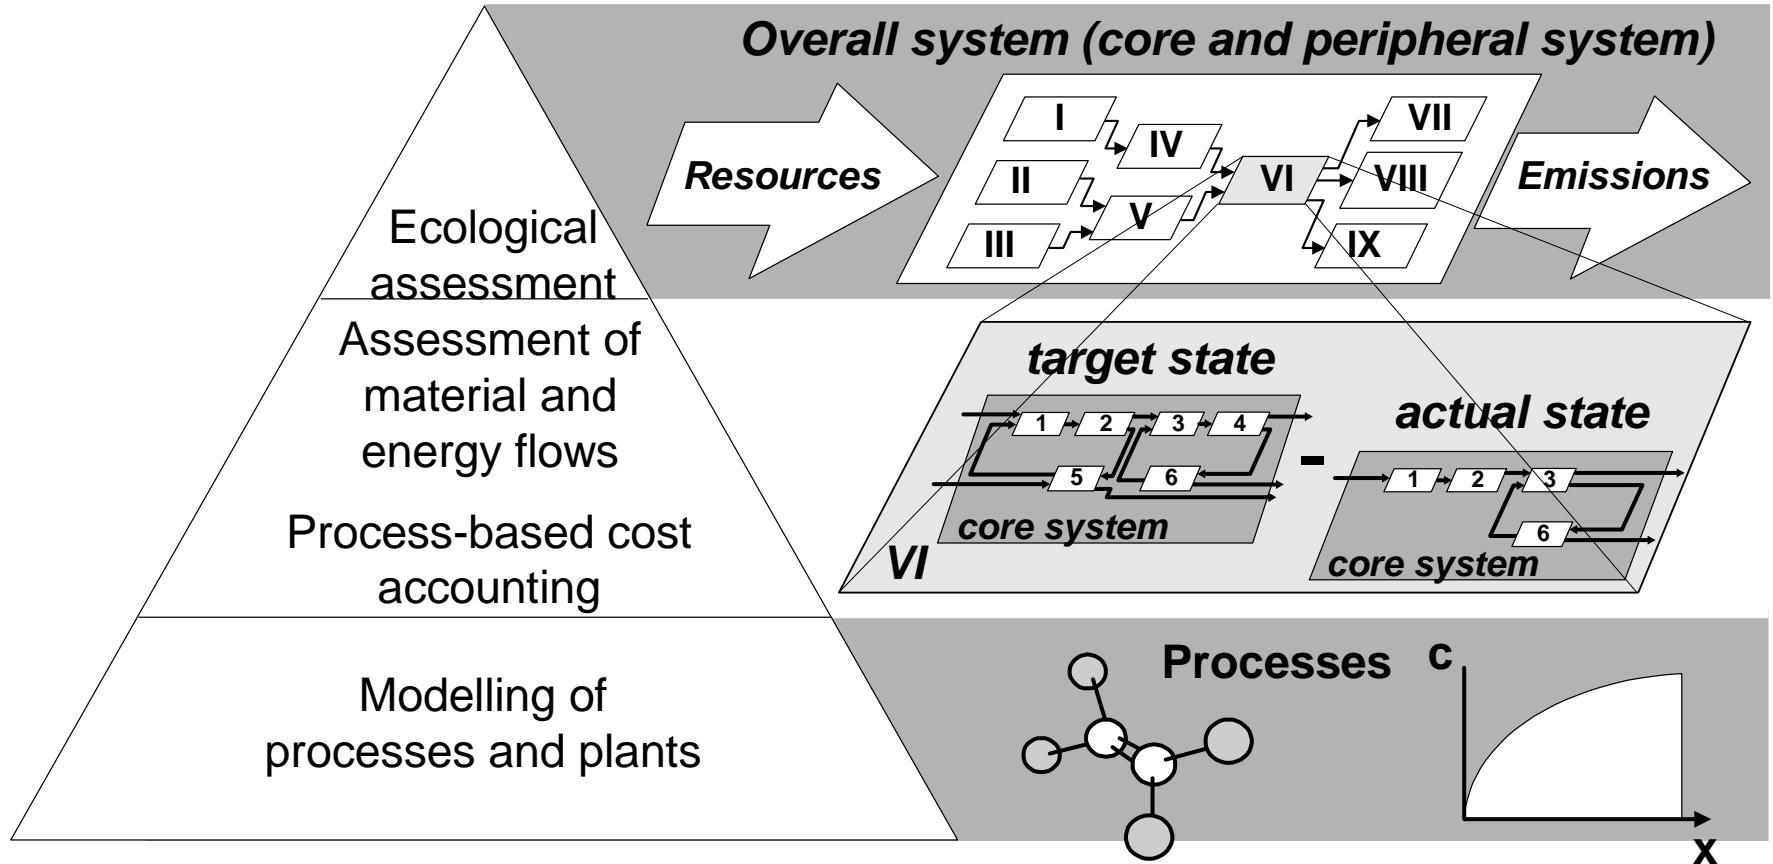 Overall system (core and peripheral system)
Resources
I
II
III
IV
V
VI
VII
VIII
IX
Emissions
Ecological
assessment
Assessment of
material and
energy flows
Process-based cost
accounting
target state
1 2 3 4
5 6
core system
VI
-
actual state
1 2 3
6
core system
Modelling of
processes and plants
Processes
c
x